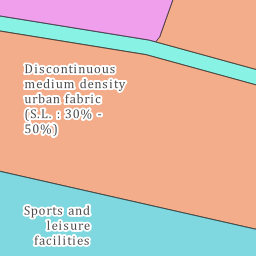 Discontinuous
medium density
urban fabric
(S.L. : 30% -
50%)
Sports and
leisure
facilities